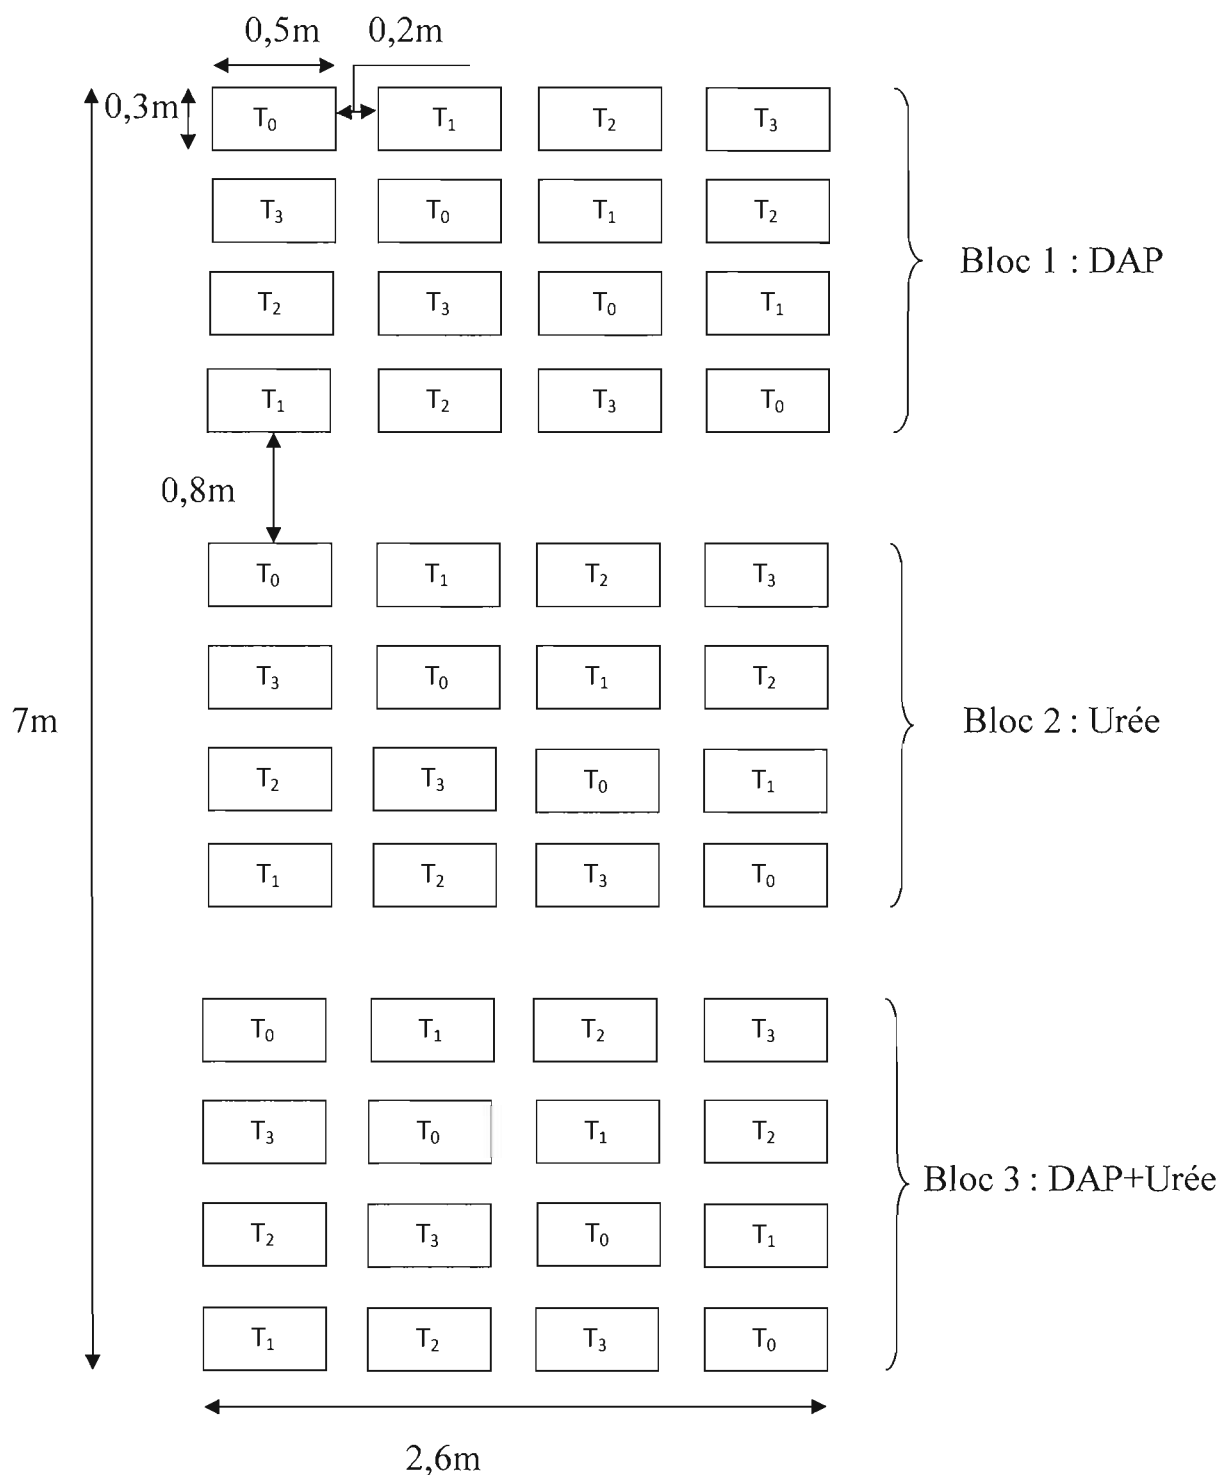 0,5m 0,2m
0,3m
T₀ T₁ T₂ T₃
T₃ T₀ T₁ T₂
T₂ T₃ T₀ T₁
T₁ T₂ T₃ T₀
Bloc 1 : DAP
0,8m
T₀ T₁ T₂ T₃
T₃ T₀ T₁ T₂
T₂ T₃ T₀ T₁
T₁ T₂ T₃ T₀
7m
Bloc 2 : Urée
T₀ T₁ T₂ T₃
T₃ T₀ T₁ T₂
T₂ T₃ T₀ T₁
T₁ T₂ T₃ T₀
Bloc 3 : DAP+Urée
2,6m